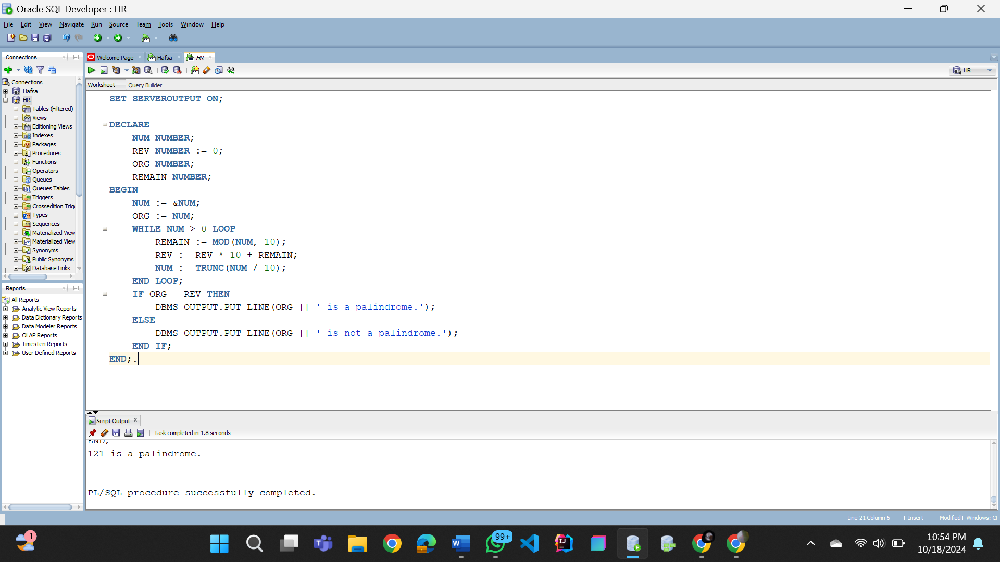 Oracle SQL Developer : HR
File Edit View Navigate Run Source Team Tools Window Help
Connections
Connections
Hafsa
HR
Tables (Filtered)
Views
Editioning Views
Indexes
Packages
Procedures
Functions
Operators
Queues
Queues Tables
Triggers
Crossedition Trig
Types
Sequences
Materialized View
Materialized View
Synonyms
Public Synonyms
Database Links
Reports
All Reports
Analytic View Reports
Data Dictionary Reports
Data Modeler Reports
OLAP Reports
TimesTen Reports
User Defined Reports
Welcome Page Hafsa HR
HR
Worksheet Query Builder
SET SERVEROUTPUT ON;
DECLARE
NUM NUMBER;
REV NUMBER := 0;
ORG NUMBER;
REMAIN NUMBER;
BEGIN
NUM := &NUM;
ORG := NUM;
WHILE NUM > 0 LOOP
REMAIN := MOD(NUM, 10);
REV := REV * 10 + REMAIN;
NUM := TRUNC(NUM / 10);
END LOOP;
IF ORG = REV THEN
DBMS_OUTPUT.PUT_LINE(ORG || ' is a palindrome.');
ELSE
DBMS_OUTPUT.PUT_LINE(ORG || ' is not a palindrome.');
END IF;
END;.
Script Output
Task completed in 1.8 seconds
END;
121 is a palindrome.
PL/SQL procedure successfully completed.
Line 21 Column 6 | Insert | Modified | Windows: CF
1
99+
10:54 PM
10/18/2024